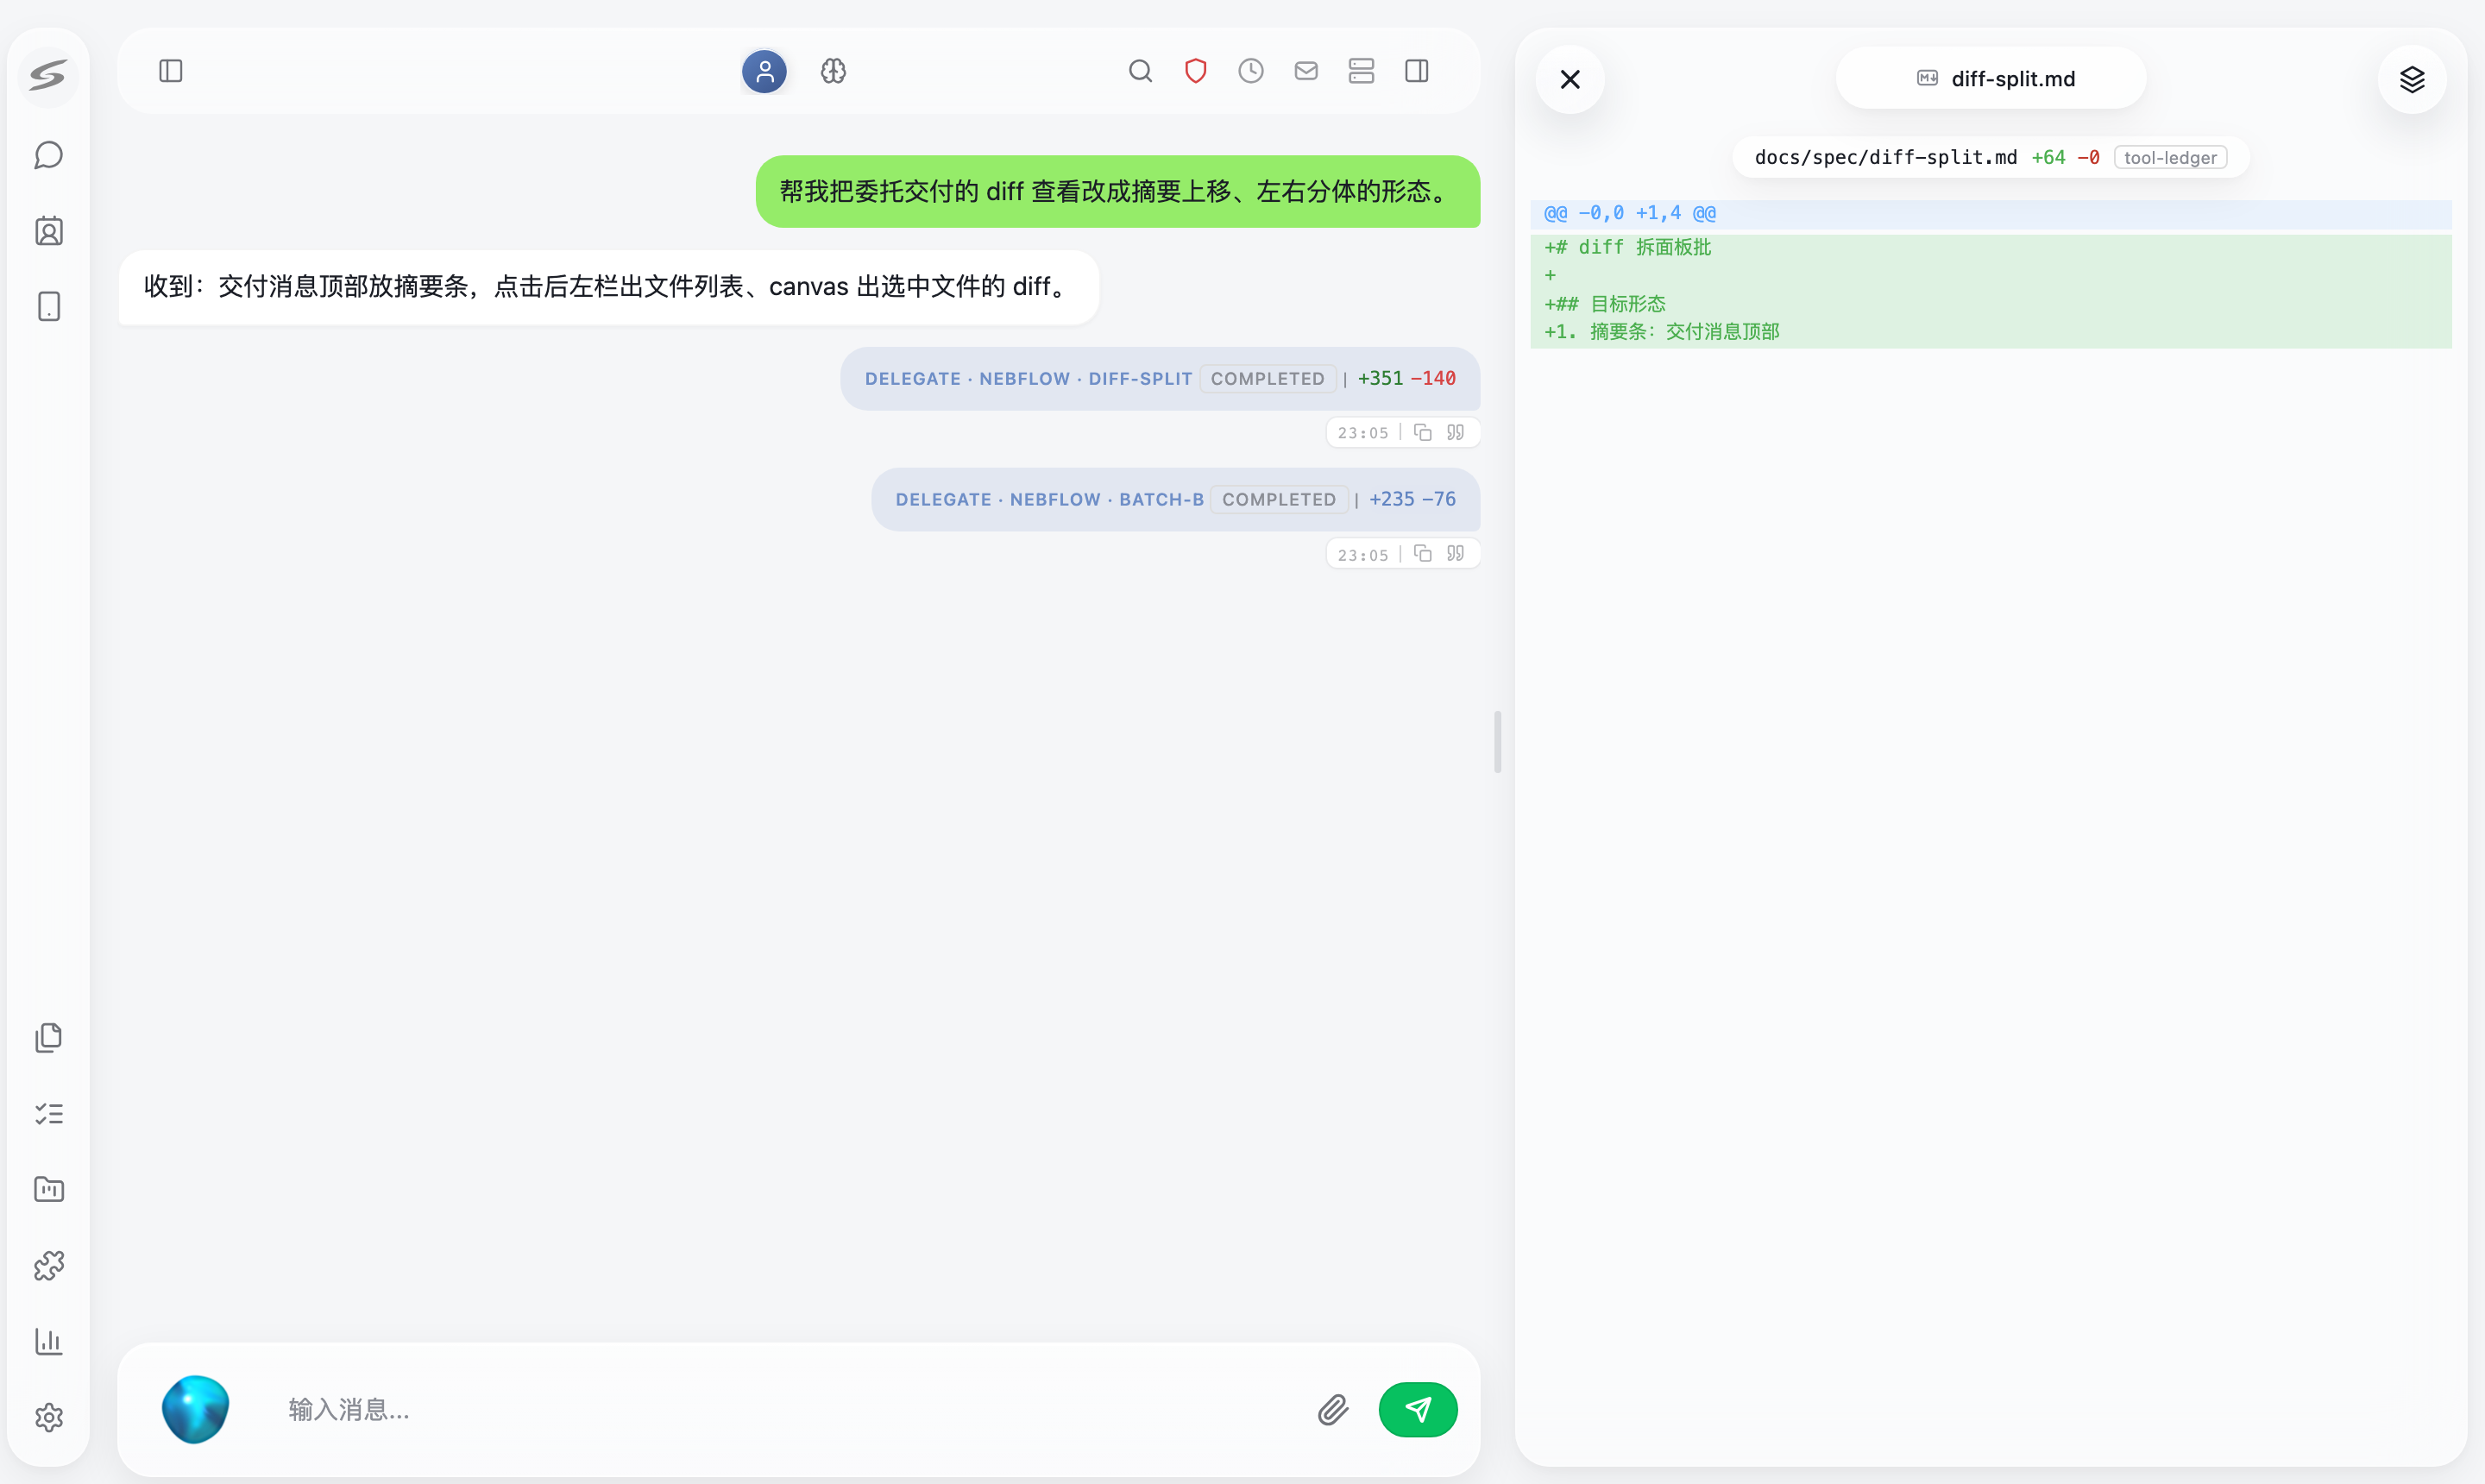 帮我把委托交付的 diff 查看改成摘要上移、左右分体的形态。
收到：交付消息顶部放摘要条，点击后左栏出文件列表、canvas 出选中文件的 diff。
DELEGATE · NEBFLOW · DIFF-SPLIT COMPLETED | +351 −140
23:05
DELEGATE · NEBFLOW · BATCH-B COMPLETED | +235 −76
23:05
输入消息...
diff-split.md
docs/spec/diff-split.md +64 −0 tool-ledger
@@ −0,0 +1,4 @@
+# diff 拆面板批
+
+## 目标形态
+1. 摘要条：交付消息顶部